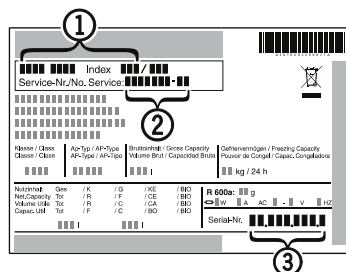 1
Index /
Service-Nr./No. Service: -
2
Klasse / Class
Classe / Clase
Ap-Typ / AP-Type
AP-Type / AP-Tipo
Bruttoinhalt / Gross Capacity
Volume Brut / Capacidad Bruta
Gefriervermögen / Freezing Capacity
Pouvoir de Congel / Capac. Congeladora
l
kg / 24 h
Nutzinhalt Ges / K / G / KE / BIO
Net.Capacity Tot / R / F / CE / BIO
Volume Utile Tot / R / C / CA / BIO
Capac. Util Tot / F / C / BO / BIO
l l
R 600a: g
W A AC - V HZ
Serial-Nr. . . .
3